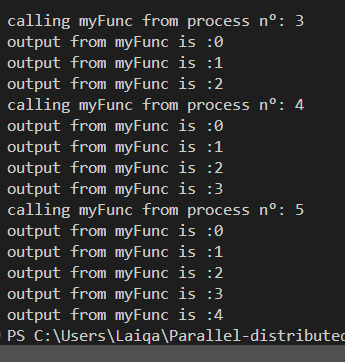 calling myFunc from process nº: 3
output from myFunc is :0
output from myFunc is :1
output from myFunc is :2
calling myFunc from process nº: 4
output from myFunc is :0
output from myFunc is :1
output from myFunc is :2
output from myFunc is :3
calling myFunc from process nº: 5
output from myFunc is :0
output from myFunc is :1
output from myFunc is :2
output from myFunc is :3
output from myFunc is :4
PS C:\Users\Laiqa\Parallel-distributed